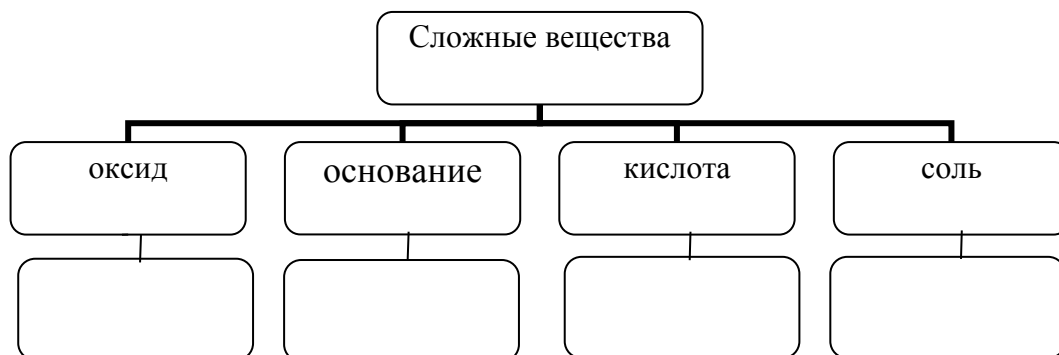 Сложные вещества
оксид
основание
кислота
соль